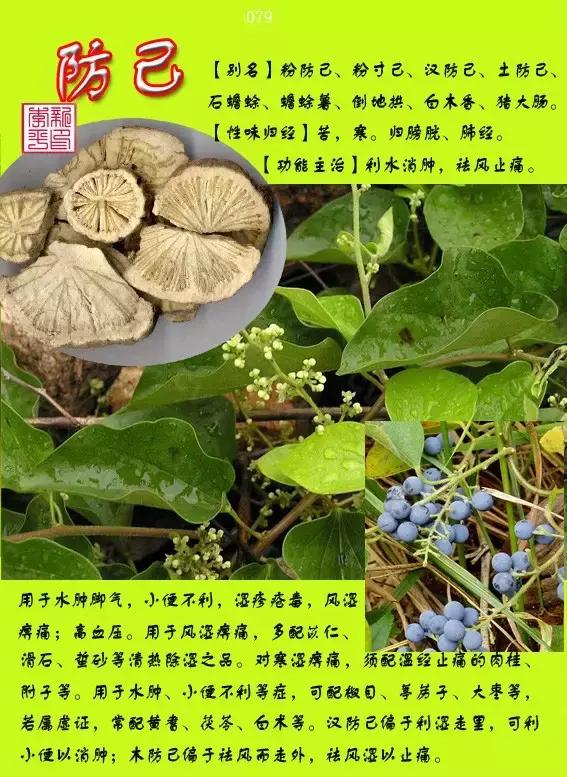 079
防己
【别名】粉防己、粉寸己、汉防己、土防己、
石蟾蜍、蟾蜍薯、倒地拱、白木香、猪大肠。
【性味归经】苦，寒。归膀胱、肺经。
【功能主治】利水消肿，祛风止痛。
用于水肿脚气，小便不利，湿疹疮毒，风湿
痹痛；高血压。用于风湿痹痛，多配苡仁、
滑石、蚕砂等清热除湿之品。对寒湿痹痛，须配温经止痛的肉桂、
附子等。用于水肿、小便不利等症，可配椒目、葶苈子、大枣等，
若属虚证，常配黄耆、茯苓、白术等。汉防己偏于利湿走里，可利
小便以消肿；木防己偏于祛风而走外，祛风湿以止痛。